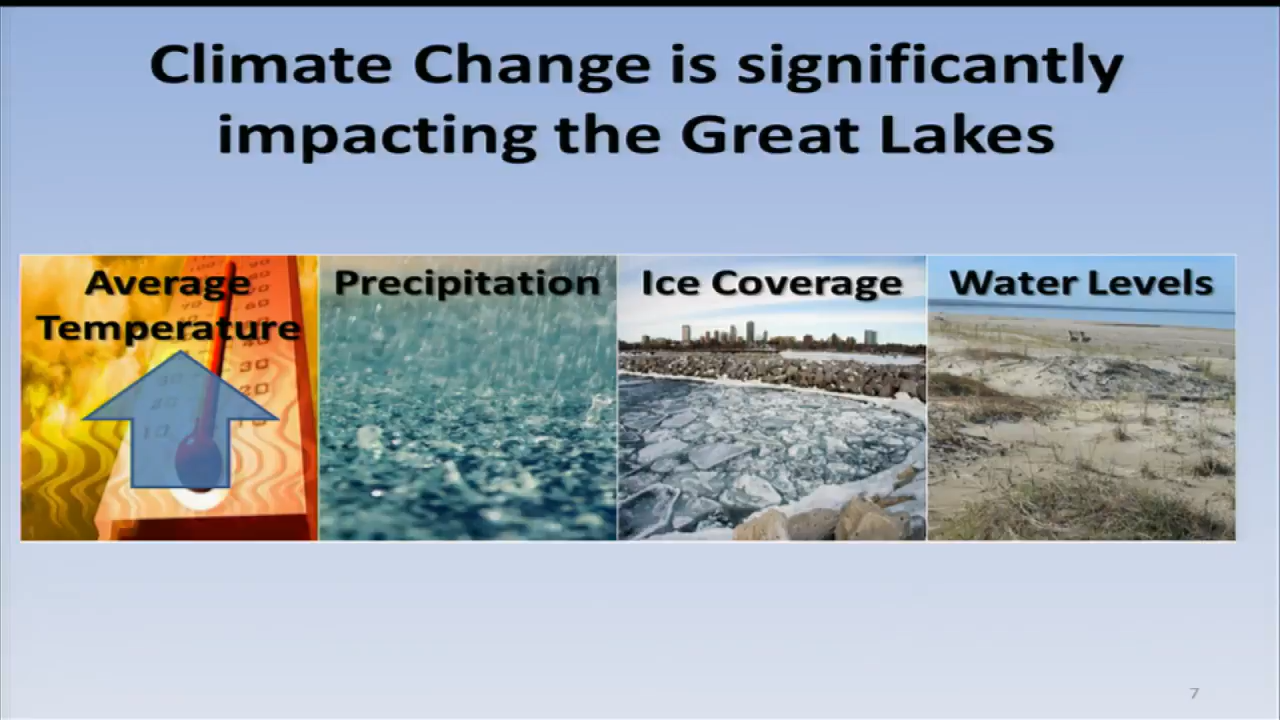 Climate Change is significantly
impacting the Great Lakes
Average
Temperature
Precipitation
Ice Coverage
Water Levels
7